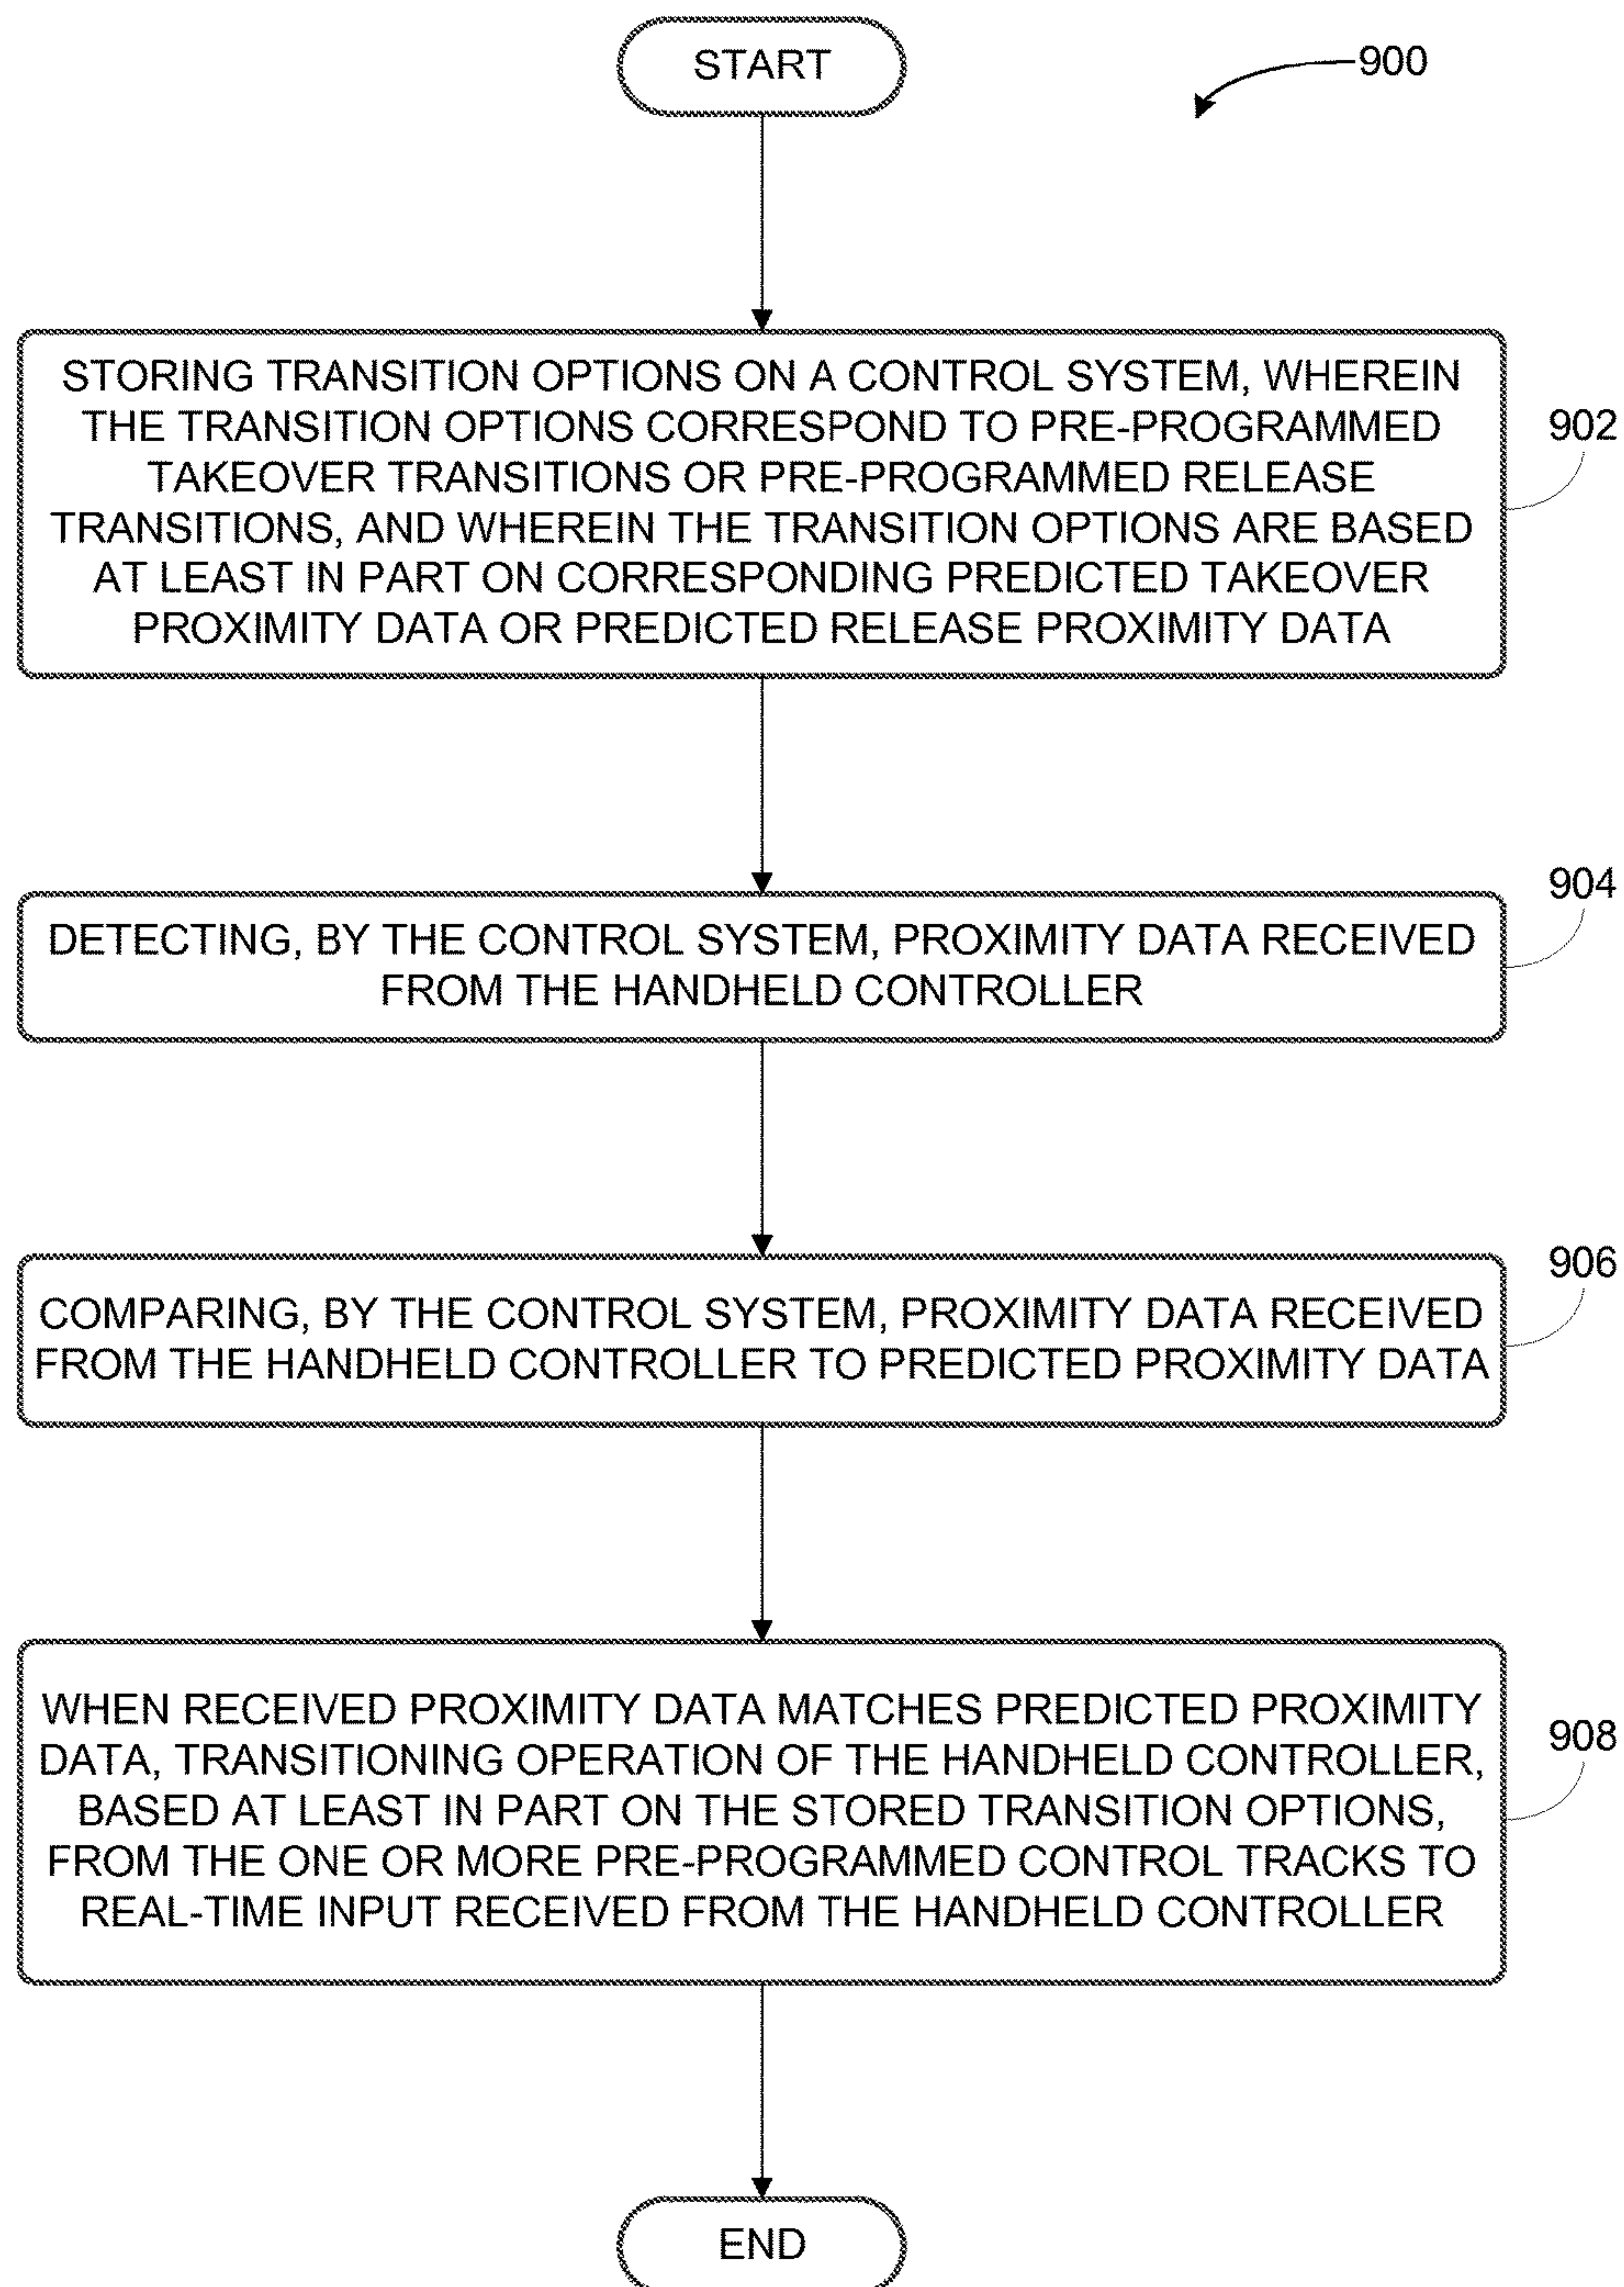 START
900
STORING TRANSITION OPTIONS ON A CONTROL SYSTEM, WHEREIN
THE TRANSITION OPTIONS CORRESPOND TO PRE-PROGRAMMED
TAKEOVER TRANSITIONS OR PRE-PROGRAMMED RELEASE
TRANSITIONS, AND WHEREIN THE TRANSITION OPTIONS ARE BASED
AT LEAST IN PART ON CORRESPONDING PREDICTED TAKEOVER
PROXIMITY DATA OR PREDICTED RELEASE PROXIMITY DATA
902
DETECTING, BY THE CONTROL SYSTEM, PROXIMITY DATA RECEIVED
FROM THE HANDHELD CONTROLLER
904
COMPARING, BY THE CONTROL SYSTEM, PROXIMITY DATA RECEIVED
FROM THE HANDHELD CONTROLLER TO PREDICTED PROXIMITY DATA
906
WHEN RECEIVED PROXIMITY DATA MATCHES PREDICTED PROXIMITY
DATA, TRANSITIONING OPERATION OF THE HANDHELD CONTROLLER,
BASED AT LEAST IN PART ON THE STORED TRANSITION OPTIONS,
FROM THE ONE OR MORE PRE-PROGRAMMED CONTROL TRACKS TO
REAL-TIME INPUT RECEIVED FROM THE HANDHELD CONTROLLER
908
END